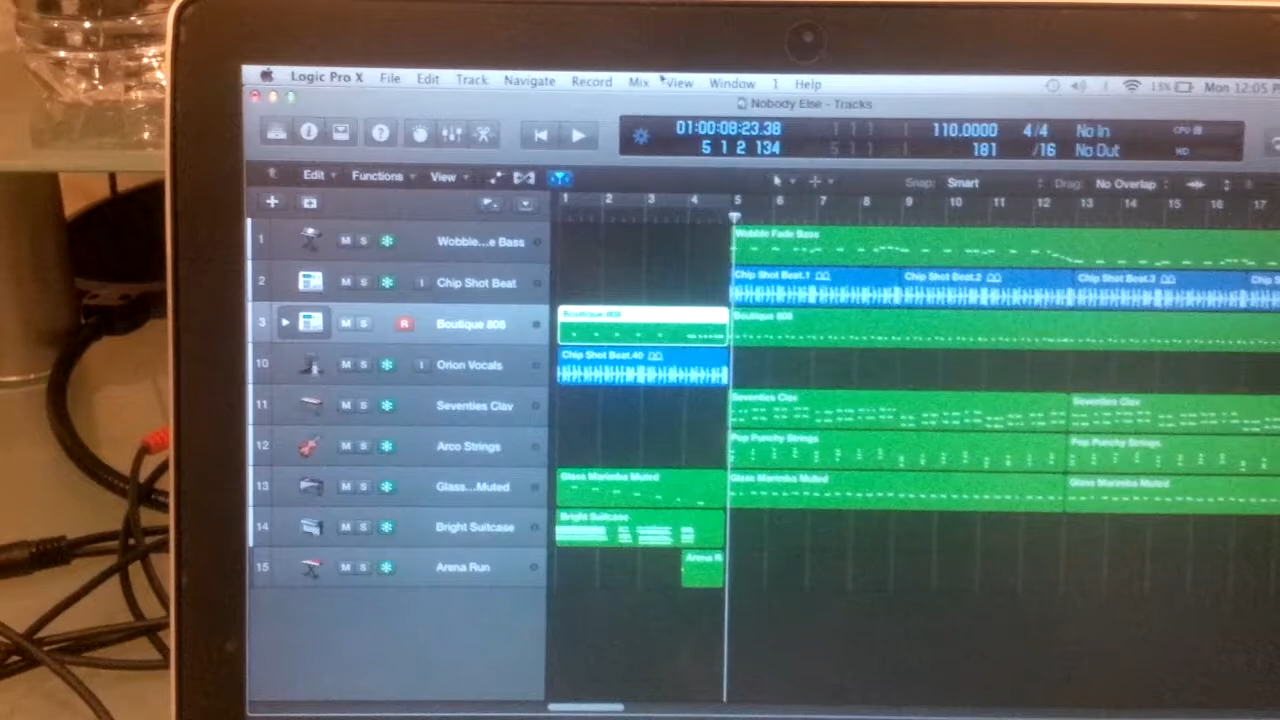 Logic Pro X File Edit Track Navigate Record Mix View Window 1 Help 13% Mon 12:05 P
Nobody Else - Tracks
01:00:08:23.38 110.0000 4/4 No In CPU
5 1 2 134 181 /16 No Out HD
Edit Functions View Snap: Smart Drag: No Overlap
1 2 3 4 5 6 7 8 9 10 11 12 13 14 15 16 17
1 M S Wobble...e Bass Wobble Fade Bass
2 M S I Chip Shot Beat Chip Shot Beat.1 Chip Shot Beat.2 Chip Shot Beat.3 Chip S
3 M S R Boutique 808 Boutique 808 Boutique 808
10 M S I Orion Vocals Chip Shot Beat.40
11 M S Seventies Clav Seventies Clav Seventies Clav
12 M S Arco Strings Pop Punchy Strings Pop Punchy Strings
13 M S Glass...Muted Glass Marimba Muted Glass Marimba Muted Glass Marimba Muted
14 M S Bright Suitcase Bright Suitcase
15 M S Arena Run Arena R